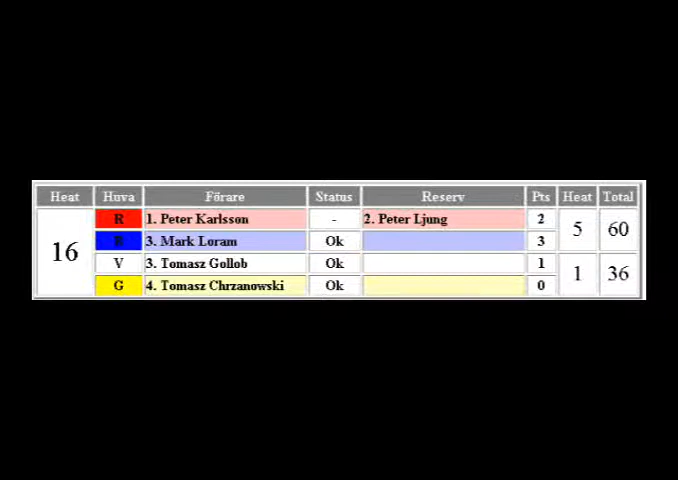 Heat Huva Förare Status Reserv Pts Heat Total
16 R 1. Peter Karlsson - 2. Peter Ljung 2 5 60
B 3. Mark Loram Ok 3
V 3. Tomasz Gollob Ok 1 1 36
G 4. Tomasz Chrzanowski Ok 0